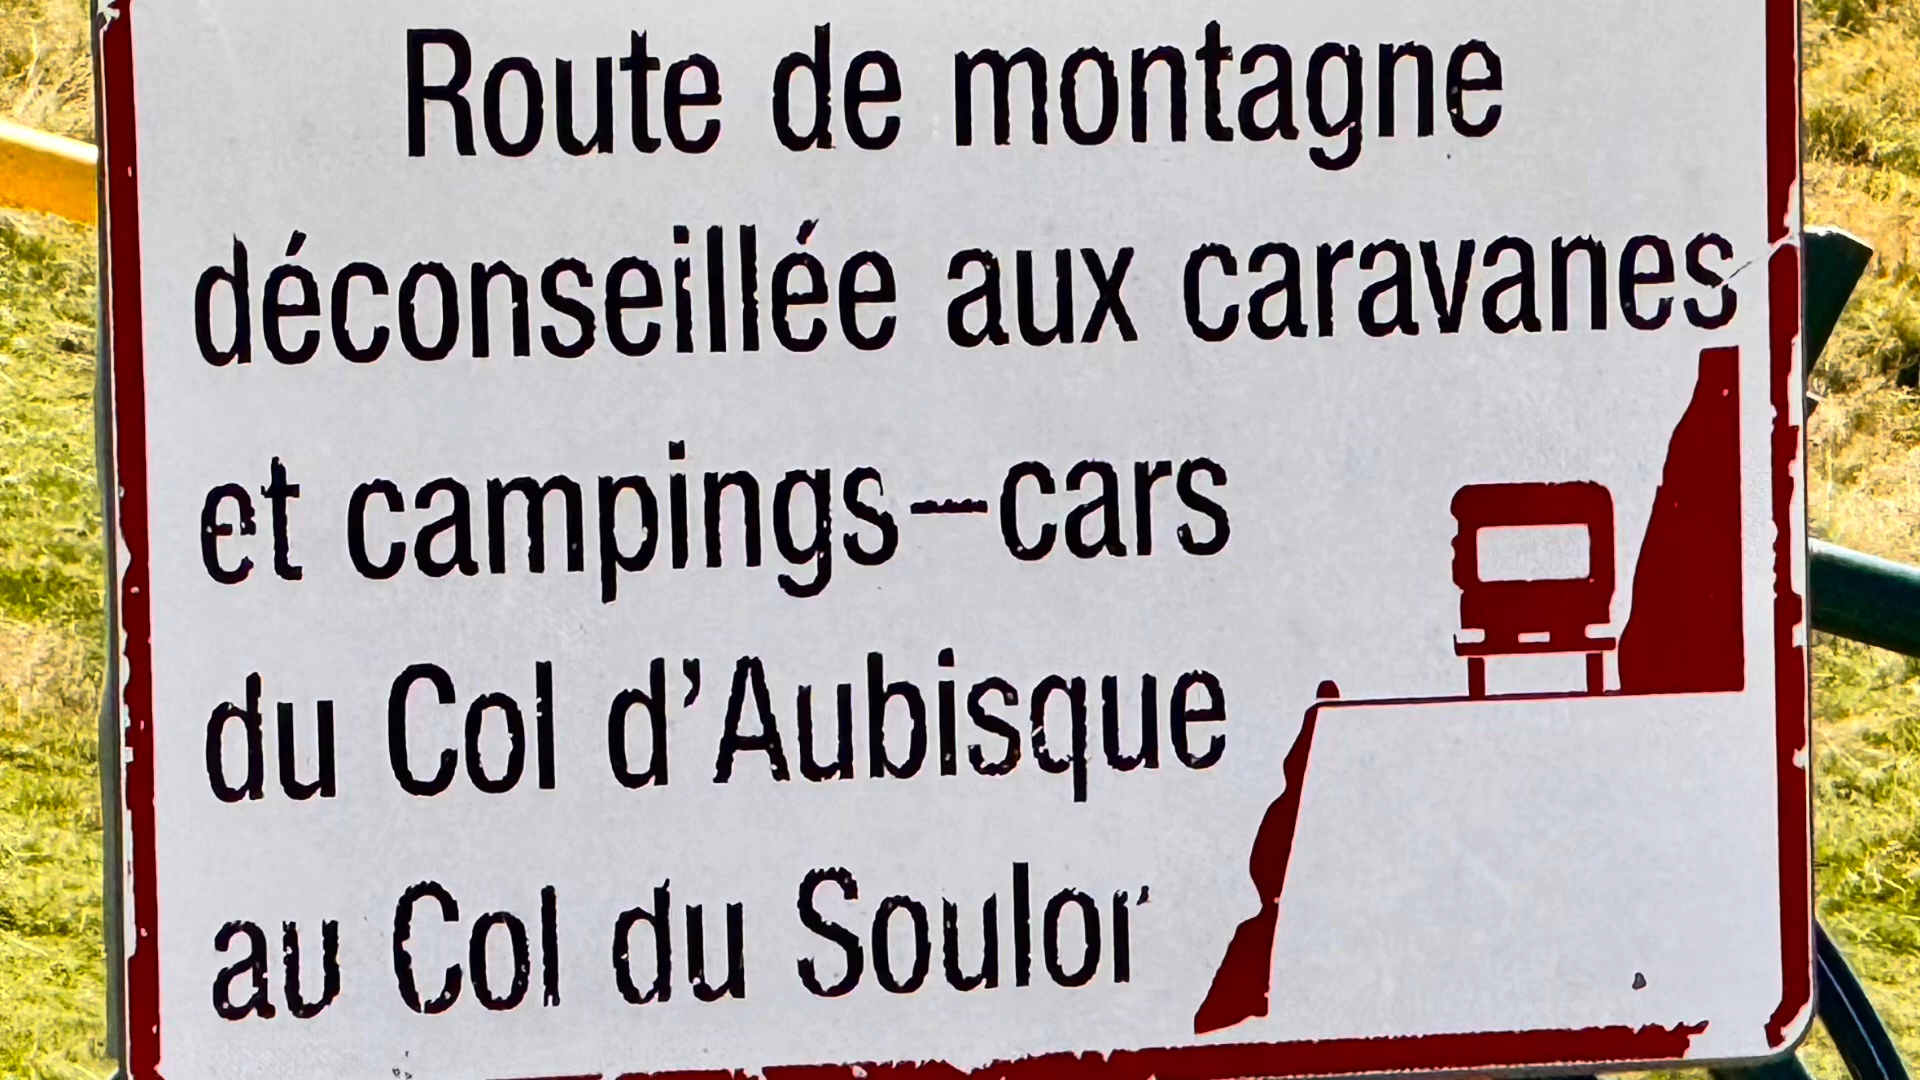 Route de montagne
déconseillée aux caravanes
et campings-cars
du Col d'Aubisque
au Col du Soulor